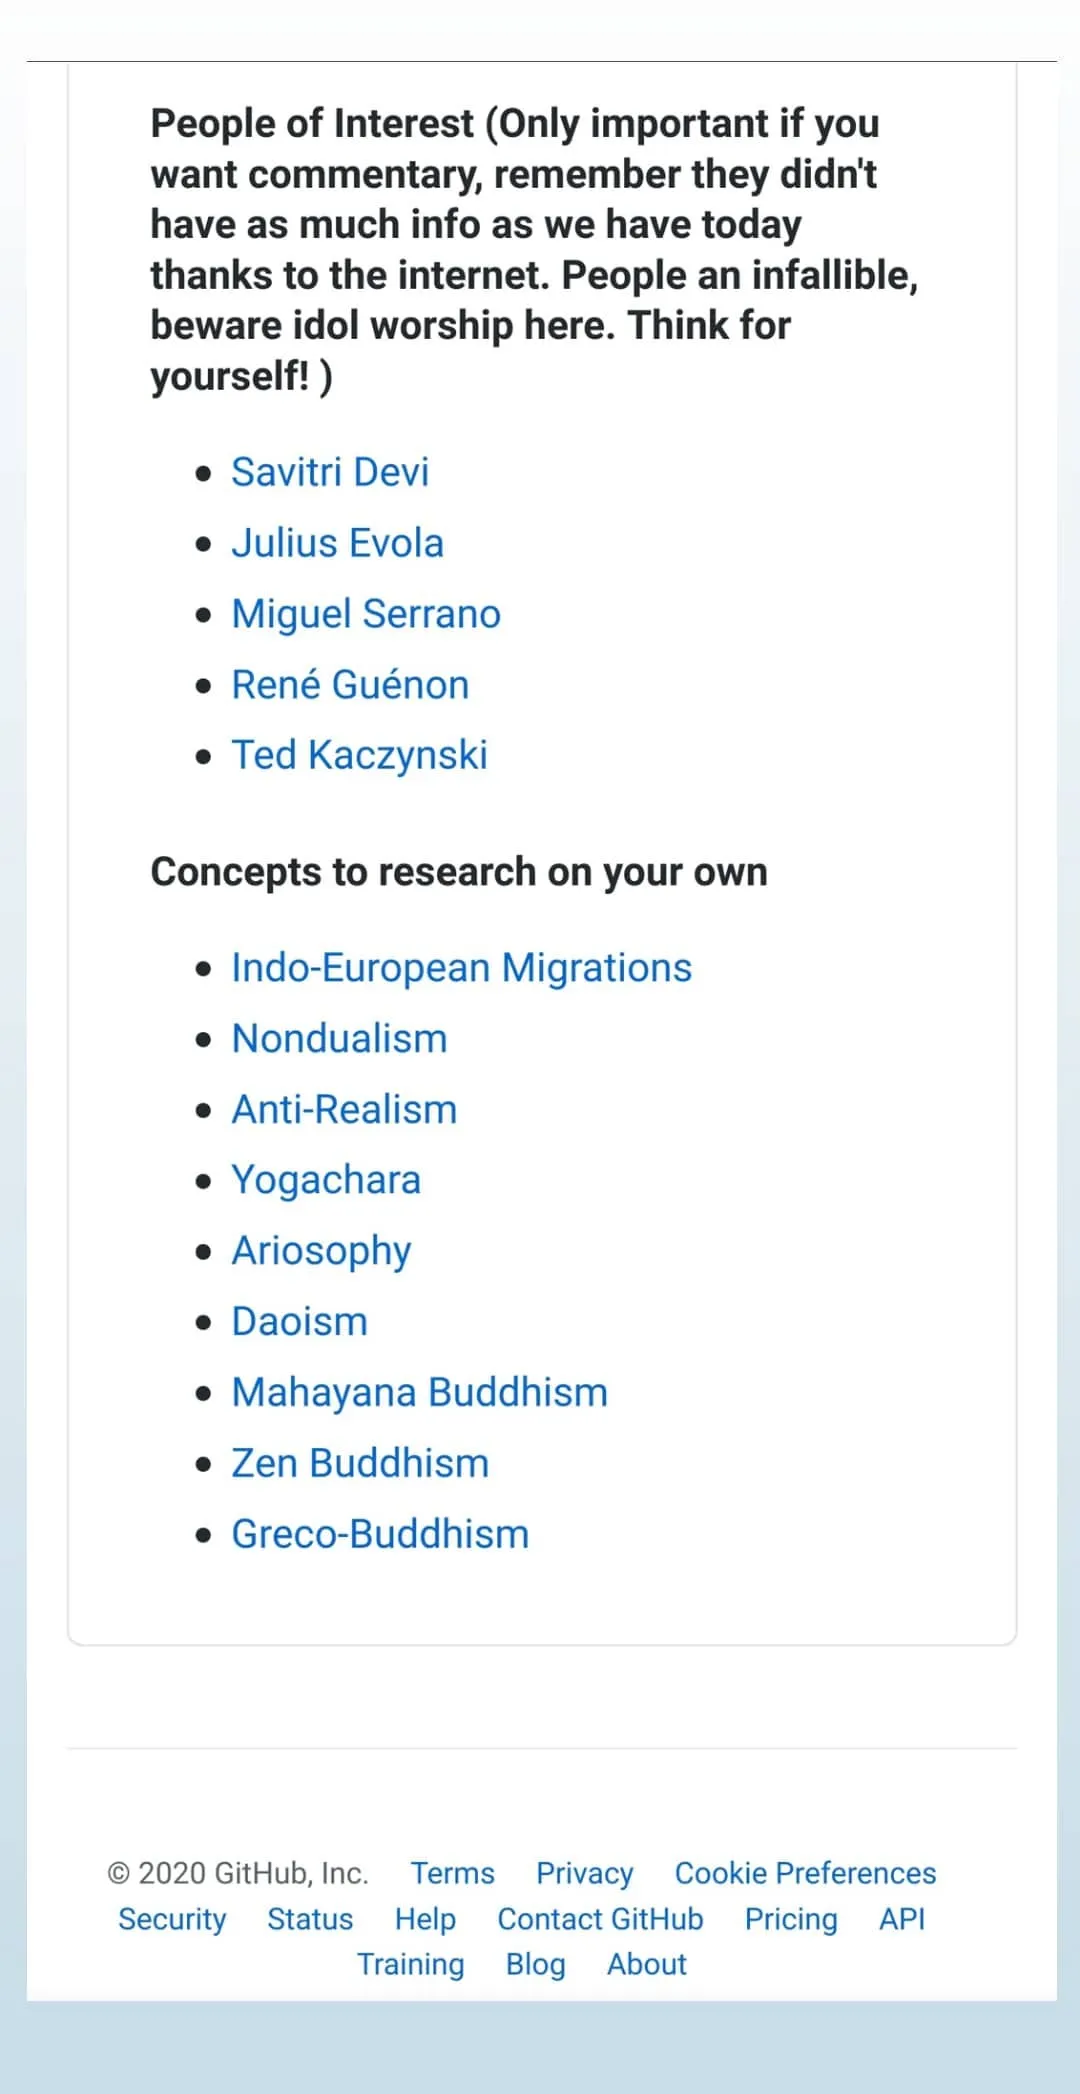 People of Interest (Only important if you
want commentary, remember they didn't
have as much info as we have today
thanks to the internet. People an infallible,
beware idol worship here. Think for
yourself! )
• Savitri Devi
• Julius Evola
• Miguel Serrano
• René Guénon
• Ted Kaczynski
Concepts to research on your own
• Indo-European Migrations
• Nondualism
• Anti-Realism
• Yogachara
• Ariosophy
• Daoism
• Mahayana Buddhism
• Zen Buddhism
• Greco-Buddhism
© 2020 GitHub, Inc. Terms Privacy Cookie Preferences
Security Status Help Contact GitHub Pricing API
Training Blog About